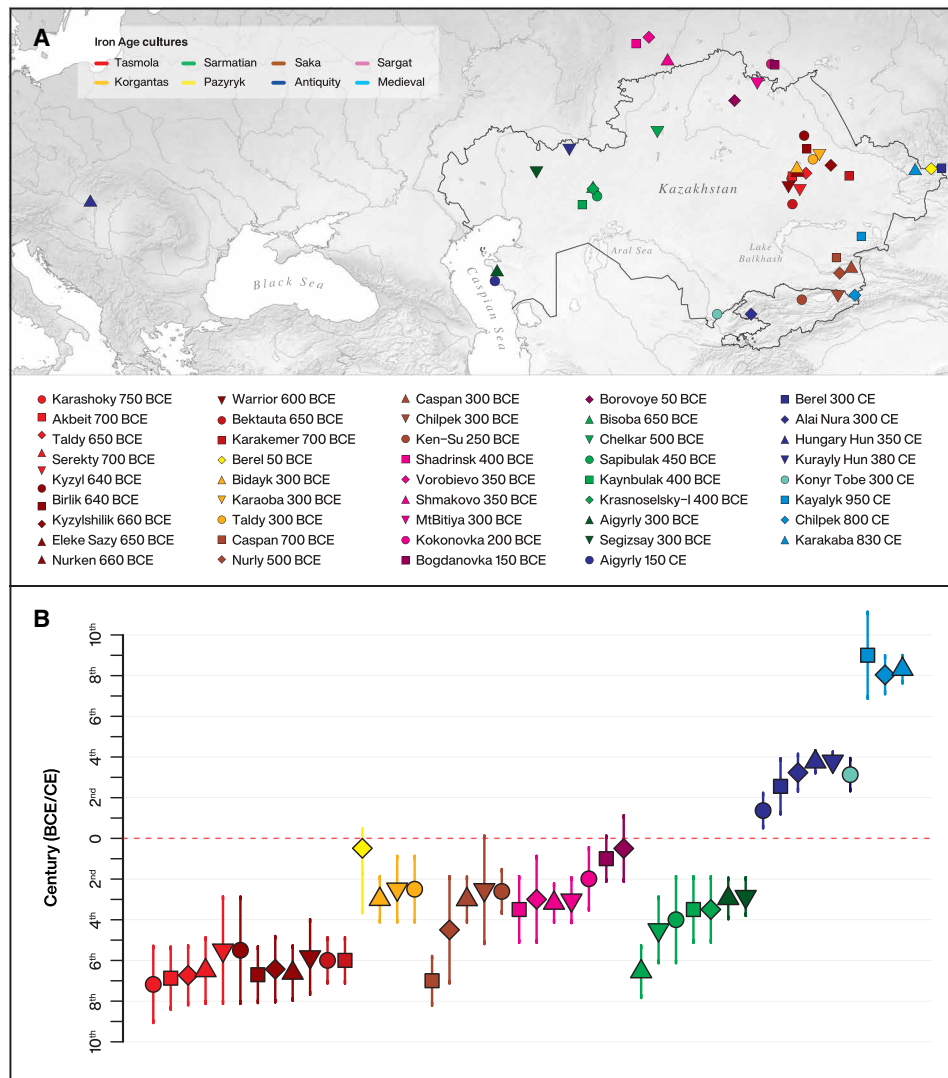 A
Iron Age cultures
Tasmola Sarmatian Saka Sargat
Korgantas Pazyryk Antiquity Medieval
Kazakhstan
Black Sea
Caspian Sea
Aral Sea
Lake
Balkhash
Karashoky 750 BCE
Akbeit 700 BCE
Taldy 650 BCE
Serekty 700 BCE
Kyzyl 640 BCE
Birlik 640 BCE
Kyzylshilik 660 BCE
Eleke Sazy 650 BCE
Nurken 660 BCE
Warrior 600 BCE
Bektauta 650 BCE
Karakemer 700 BCE
Berel 50 BCE
Bidayk 300 BCE
Karaoba 300 BCE
Taldy 300 BCE
Caspan 700 BCE
Nurly 500 BCE
Caspan 300 BCE
Chilpek 300 BCE
Ken-Su 250 BCE
Shadrinsk 400 BCE
Vorobievo 350 BCE
Shmakovo 350 BCE
MtBitiya 300 BCE
Kokonovka 200 BCE
Bogdanovka 150 BCE
Borovoye 50 BCE
Bisoba 650 BCE
Chelkar 500 BCE
Sapibulak 450 BCE
Kaynbulak 400 BCE
Krasnoselsky-I 400 BCE
Aigyrly 300 BCE
Segizsay 300 BCE
Aigyrly 150 CE
Berel 300 CE
Alai Nura 300 CE
Hungary Hun 350 CE
Kurayly Hun 380 CE
Konyr Tobe 300 CE
Kayalyk 950 CE
Chilpek 800 CE
Karakaba 830 CE
B
Century (BCE/CE)
10th
8th
6th
4th
2nd
0
2nd
4th
6th
8th
10th